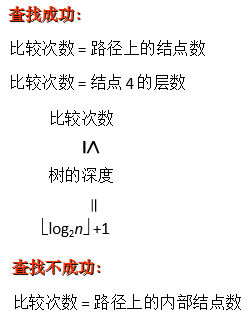 查找成功：
比较次数 = 路径上的结点数
比较次数 = 结点 4 的层数
比较次数
≤
树的深度
=
⌊log₂n⌋+1
查找不成功：
比较次数 = 路径上的内部结点数